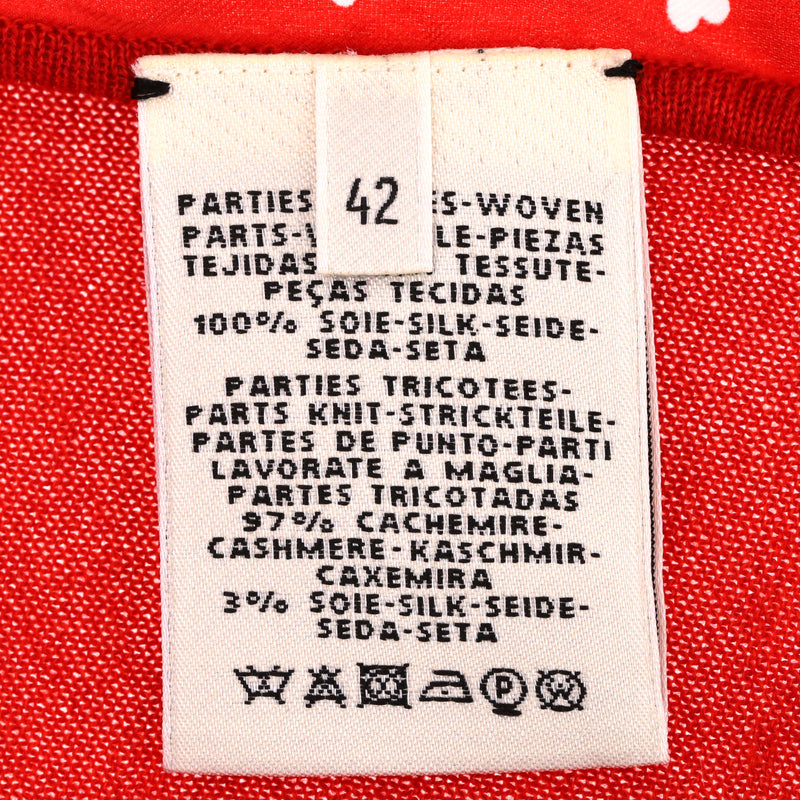 42
PARTIES ES-WOVEN
PARTS- LE-PIEZAS
TEJIDAS TESSUTE-
PEÇAS TECIDAS
100% SOIE-SILK-SEIDE-
SEDA-SETA
PARTIES TRICOTEES-
PARTS KNIT-STRICKTEILE-
PARTES DE PUNTO-PARTI
LAVORATE A MAGLIA-
PARTES TRICOTADAS
97% CACHEMIRE-
CASHMERE-KASCHMIR-
CAXEMIRA
3% SOIE-SILK-SEIDE-
SEDA-SETA
P W